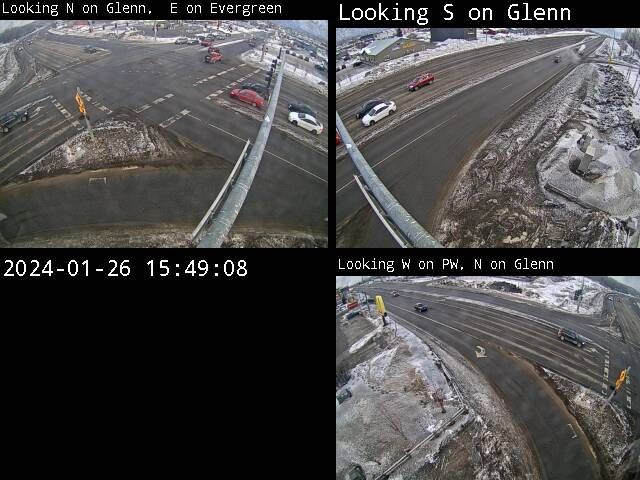 Looking N on Glenn, E on Evergreen
Looking S on Glenn
2024-01-26 15:49:08
Looking W on PW, N on Glenn